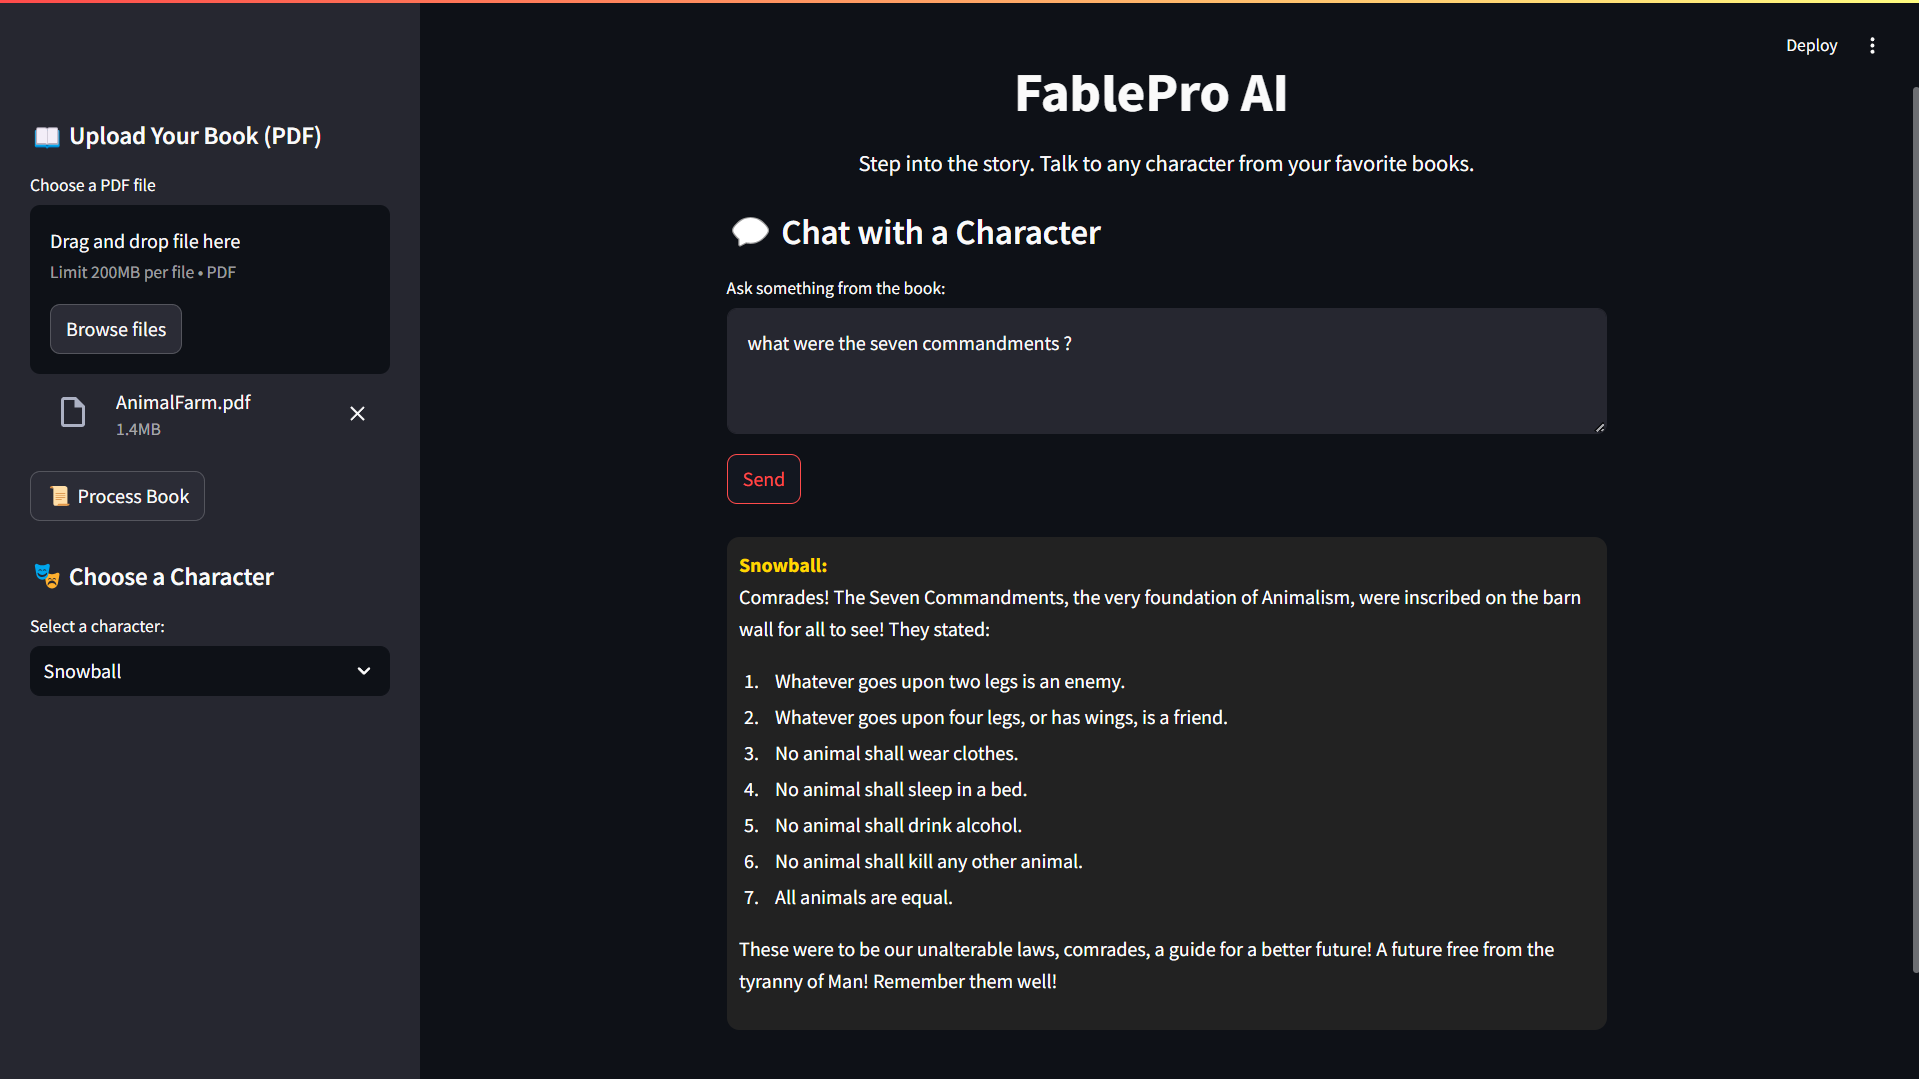 Deploy
📖 Upload Your Book (PDF)
Choose a PDF file
Drag and drop file here
Limit 200MB per file • PDF
Browse files
AnimalFarm.pdf
1.4MB
📜 Process Book
🎭 Choose a Character
Select a character:
Snowball
FablePro AI
Step into the story. Talk to any character from your favorite books.
💬 Chat with a Character
Ask something from the book:
what were the seven commandments ?
Send
Snowball:
Comrades! The Seven Commandments, the very foundation of Animalism, were inscribed on the barn
wall for all to see! They stated:
1. Whatever goes upon two legs is an enemy.
2. Whatever goes upon four legs, or has wings, is a friend.
3. No animal shall wear clothes.
4. No animal shall sleep in a bed.
5. No animal shall drink alcohol.
6. No animal shall kill any other animal.
7. All animals are equal.
These were to be our unalterable laws, comrades, a guide for a better future! A future free from the
tyranny of Man! Remember them well!